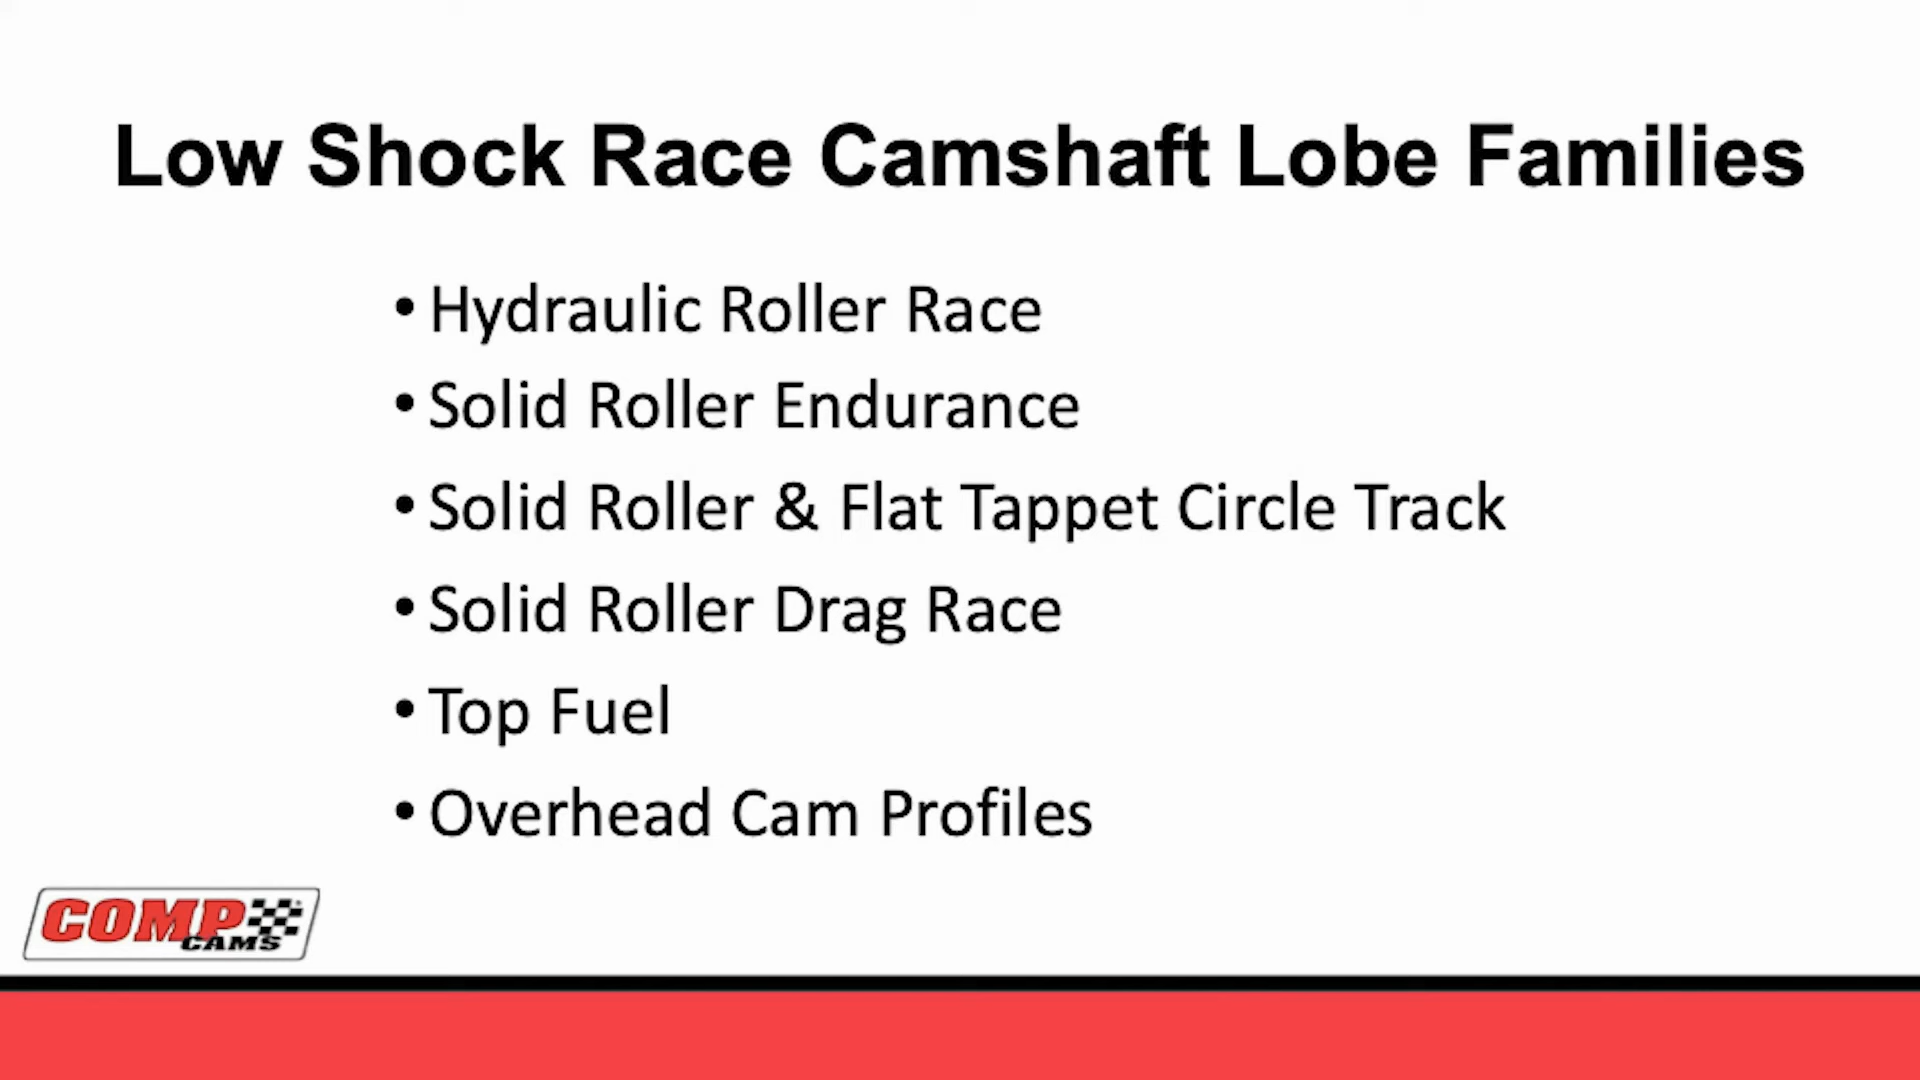 Low Shock Race Camshaft Lobe Families
• Hydraulic Roller Race
• Solid Roller Endurance
• Solid Roller & Flat Tappet Circle Track
• Solid Roller Drag Race
• Top Fuel
• Overhead Cam Profiles
COMP
CAMS